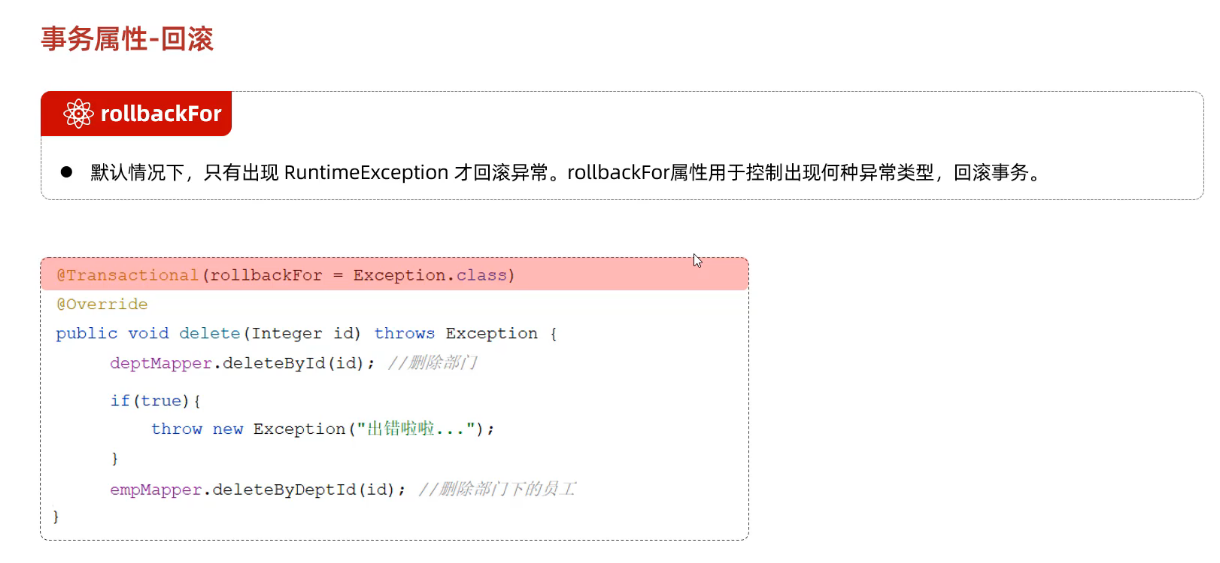 事务属性-回滚
rollbackFor
● 默认情况下，只有出现 RuntimeException 才回滚异常。rollbackFor属性用于控制出现何种异常类型，回滚事务。
@Transactional(rollbackFor = Exception.class)
@Override
public void delete(Integer id) throws Exception {
deptMapper.deleteById(id); //删除部门
if(true){
throw new Exception("出错啦啦...");
}
empMapper.deleteByDeptId(id); //删除部门下的员工
}